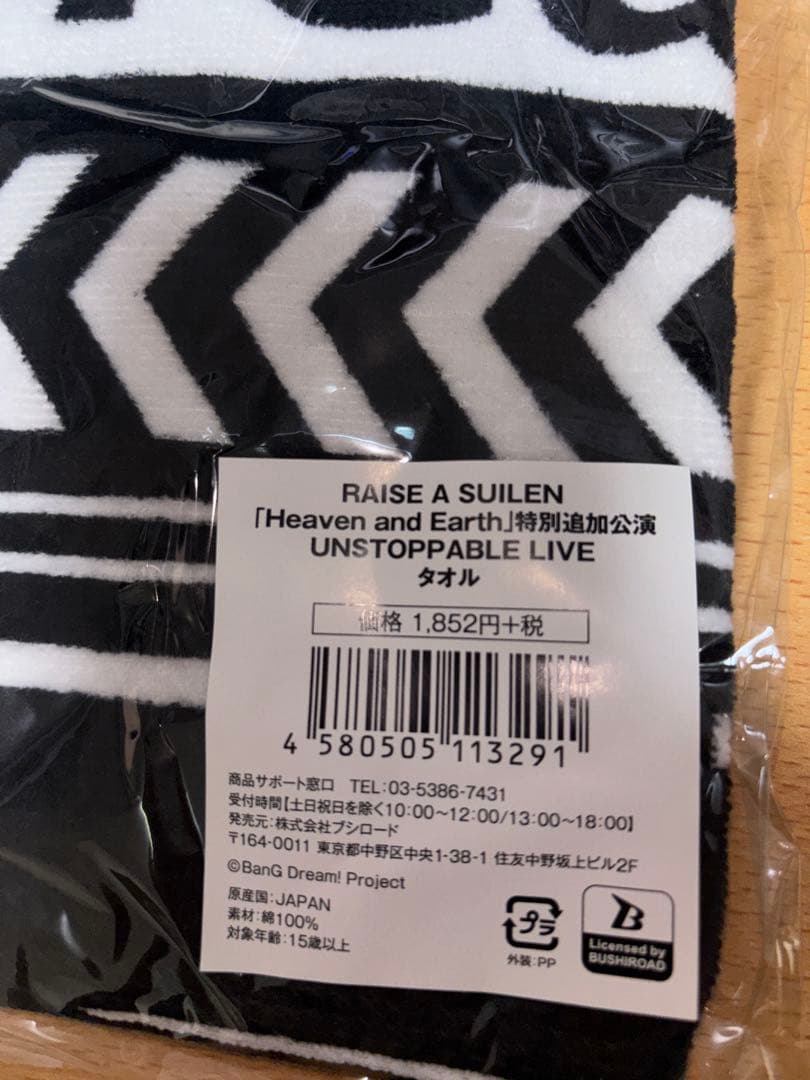 RAISE A SUILEN
「Heaven and Earth」特別追加公演
UNSTOPPABLE LIVE
タオル
価格 1,852円+税
4 580505 113291
商品サポート窓口 TEL:03-5386-7431
受付時間【土日祝日を除く10:00~12:00/13:00~18:00】
発売元:株式会社ブシロード
〒164-0011 東京都中野区中央1-38-1 住友中野坂上ビル2F
©BanG Dream! Project
原産国:JAPAN
素材:綿100%
対象年齢:15歳以上
プラ
外装:PP
B
Licensed by
BUSHIROAD